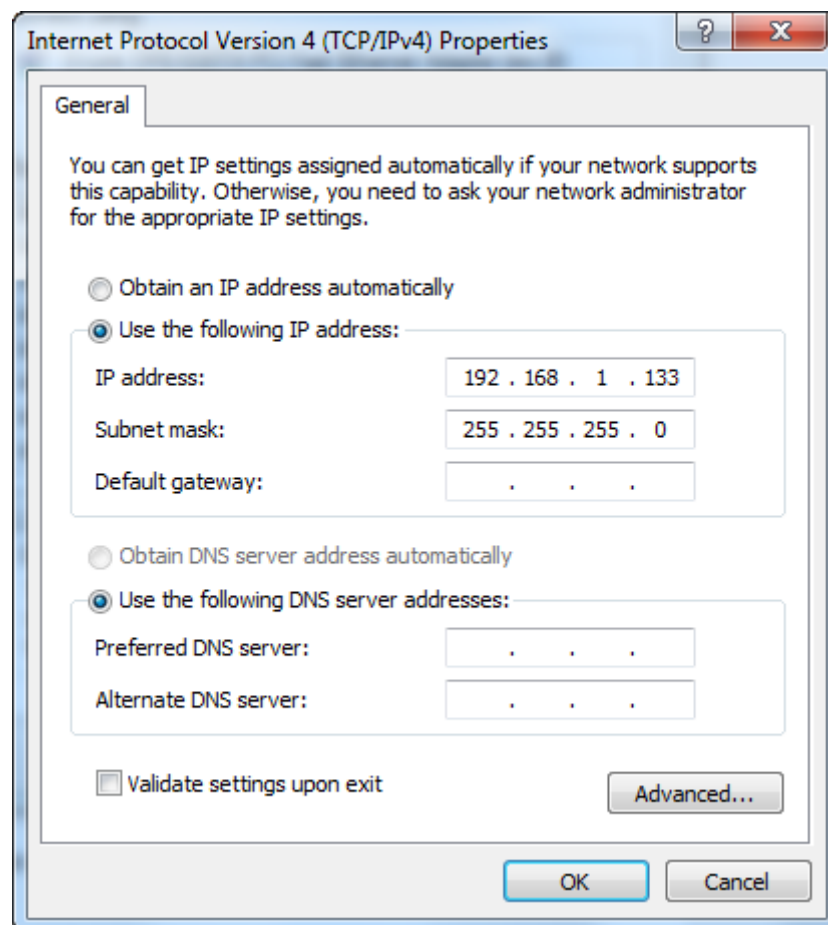 Internet Protocol Version 4 (TCP/IPv4) Properties
General
You can get IP settings assigned automatically if your network supports
this capability. Otherwise, you need to ask your network administrator
for the appropriate IP settings.
Obtain an IP address automatically
Use the following IP address:
IP address: 192 . 168 . 1 . 133
Subnet mask: 255 . 255 . 255 . 0
Default gateway: . . .
Obtain DNS server address automatically
Use the following DNS server addresses:
Preferred DNS server: . . .
Alternate DNS server: . . .
Validate settings upon exit
Advanced...
OK Cancel